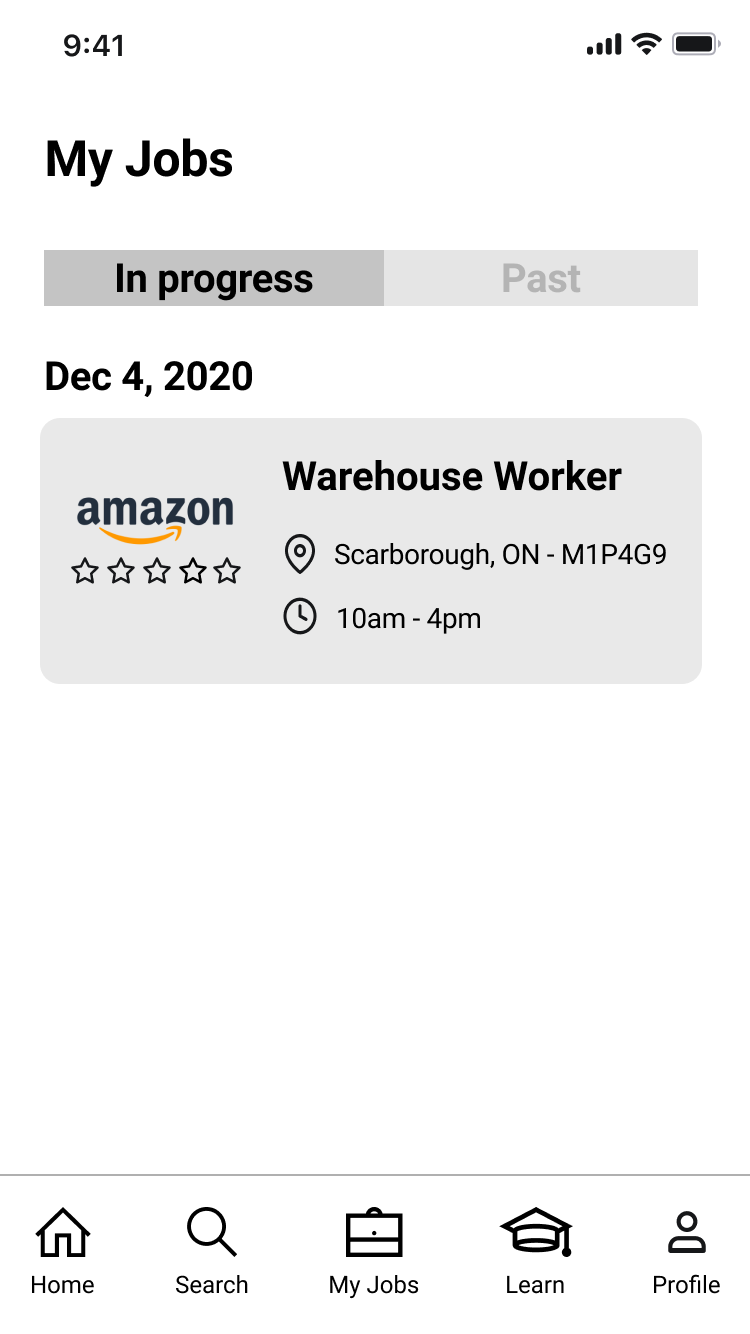 9:41
My Jobs
In progress Past
Dec 4, 2020
Warehouse Worker
amazon
Scarborough, ON - M1P4G9
10am - 4pm
Home Search My Jobs Learn Profile